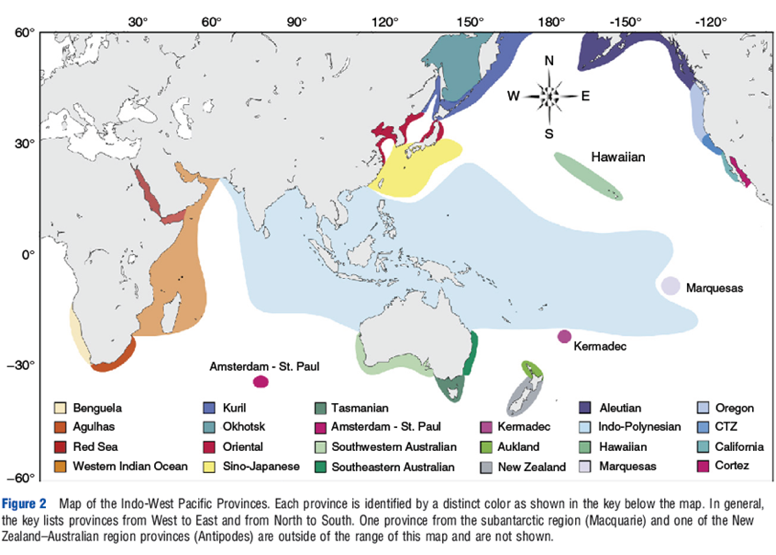 30° 60° 90° 120° 150° 180° -150° -120°
60°
N
W E
S
30°
Hawaiian
0°
Marquesas
Kermadec
-30°
Amsterdam - St. Paul
Benguela Kuril Tasmanian Aleutian Oregon
Agulhas Okhotsk Amsterdam - St. Paul Kermadec Indo-Polynesian CTZ
Red Sea Oriental Southwestern Australian Aukland Hawaiian California
Western Indian Ocean Sino-Japanese Southeastern Australian New Zealand Marquesas Cortez
-60°
Figure 2 Map of the Indo-West Pacific Provinces. Each province is identified by a distinct color as shown in the key below the map. In general,
the key lists provinces from West to East and from North to South. One province from the subantarctic region (Macquarie) and one of the New
Zealand–Australian region provinces (Antipodes) are outside of the range of this map and are not shown.